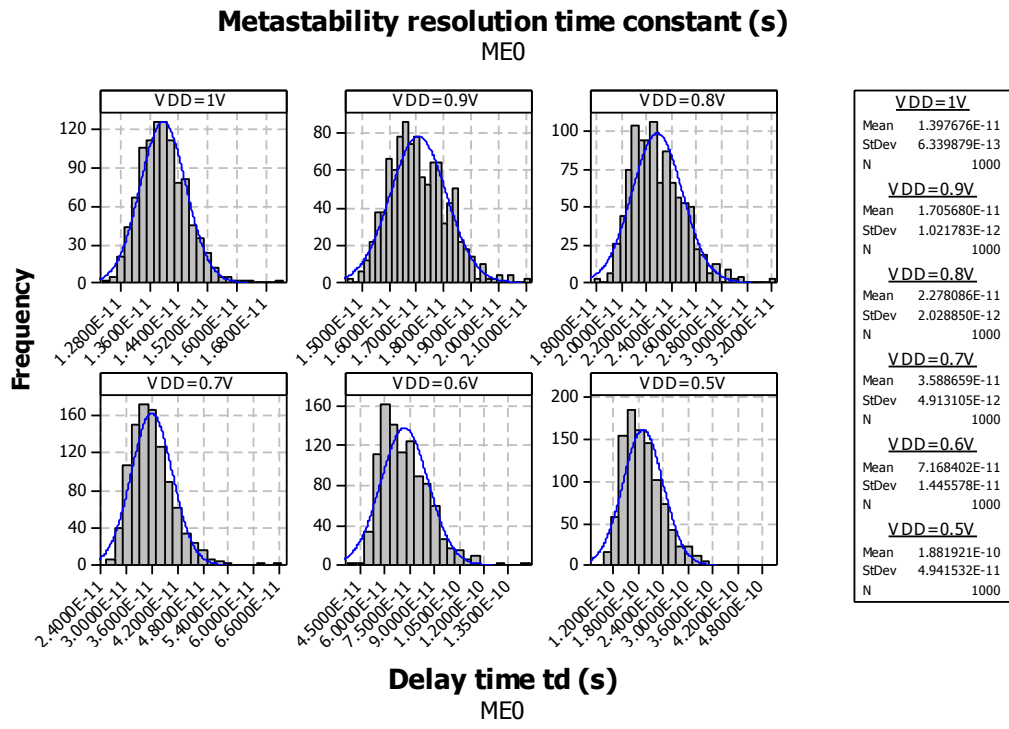 Metastability resolution time constant (s)
ME0
Frequency
VDD=1V
120
90
60
30
0
1.2800E-11
1.3600E-11
1.4400E-11
1.5200E-11
1.6000E-11
1.6800E-11
VDD=0.9V
80
60
40
20
0
1.5000E-11
1.6000E-11
1.7000E-11
1.8000E-11
1.9000E-11
2.0000E-11
2.1000E-11
VDD=0.8V
100
75
50
25
0
1.8000E-11
2.0000E-11
2.2000E-11
2.4000E-11
2.6000E-11
2.8000E-11
3.0000E-11
3.2000E-11
VDD=0.7V
160
120
80
40
0
2.4000E-11
3.0000E-11
3.6000E-11
4.2000E-11
4.8000E-11
5.4000E-11
6.0000E-11
6.6000E-11
VDD=0.6V
160
120
80
40
0
4.5000E-11
6.0000E-11
7.5000E-11
9.0000E-11
1.0500E-10
1.2000E-10
1.3500E-10
VDD=0.5V
200
150
100
50
0
1.2000E-10
1.8000E-10
2.4000E-10
3.0000E-10
3.6000E-10
4.2000E-10
4.8000E-10
Delay time td (s)
ME0
VDD=1V
Mean 1.397676E-11
StDev 6.339879E-13
N 1000
VDD=0.9V
Mean 1.705680E-11
StDev 1.021783E-12
N 1000
VDD=0.8V
Mean 2.278086E-11
StDev 2.028850E-12
N 1000
VDD=0.7V
Mean 3.588659E-11
StDev 4.913105E-12
N 1000
VDD=0.6V
Mean 7.168402E-11
StDev 1.445578E-11
N 1000
VDD=0.5V
Mean 1.881921E-10
StDev 4.941532E-11
N 1000